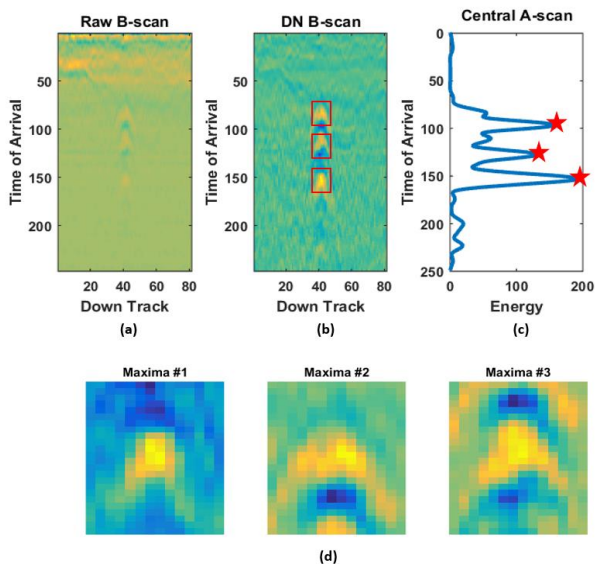 Raw B-scan
DN B-scan
Central A-scan
Time of Arrival
50
100
150
200
20 40 60 80
Down Track
(a)
Time of Arrival
50
100
150
200
20 40 60 80
Down Track
(b)
Time of Arrival
0
50
100
150
200
250
0 100 200
Energy
(c)
Maxima #1
Maxima #2
Maxima #3
(d)